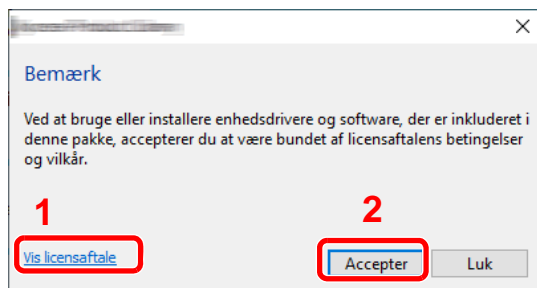 Bemærk
Ved at bruge eller installere enhedsdrivere og software, der er inkluderet i
denne pakke, accepterer du at være bundet af licensaftalens betingelser
og vilkår.
1
2
Vis licensaftale
Accepter
Luk